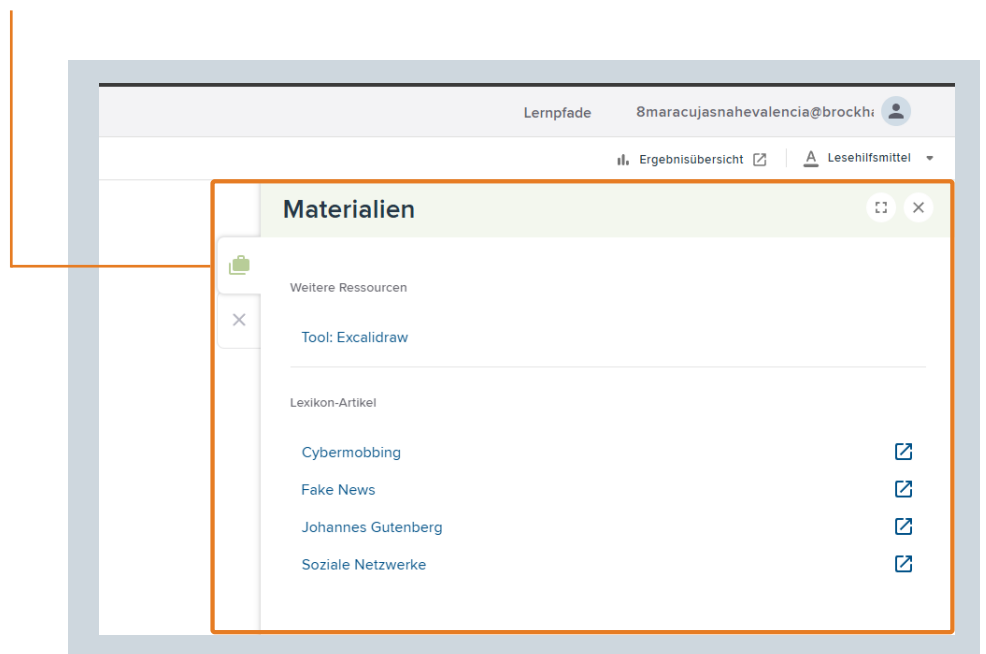 Lernpfade 8maracujasnahevalencia@brockha
Ergebnisübersicht A Lesehilfsmittel
Materialien
Weitere Ressourcen
Tool: Excalidraw
Lexikon-Artikel
Cybermobbing
Fake News
Johannes Gutenberg
Soziale Netzwerke